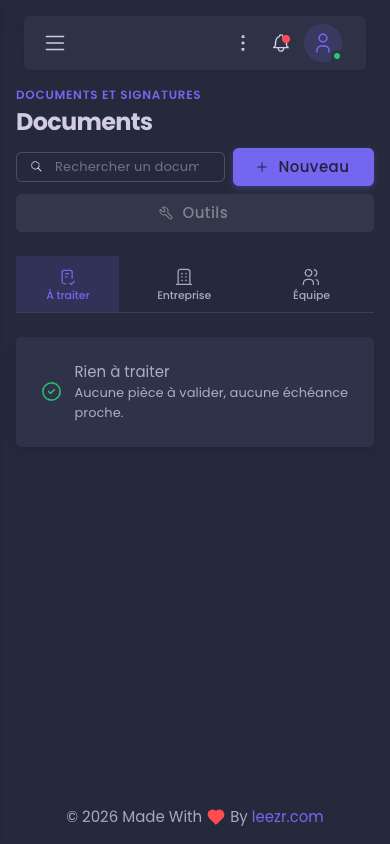 DOCUMENTS ET SIGNATURES
Documents
Rechercher un docum
Nouveau
Outils
À traiter
Entreprise
Équipe
Rien à traiter
Aucune pièce à valider, aucune échéance
proche.
© 2026 Made With By leezr.com